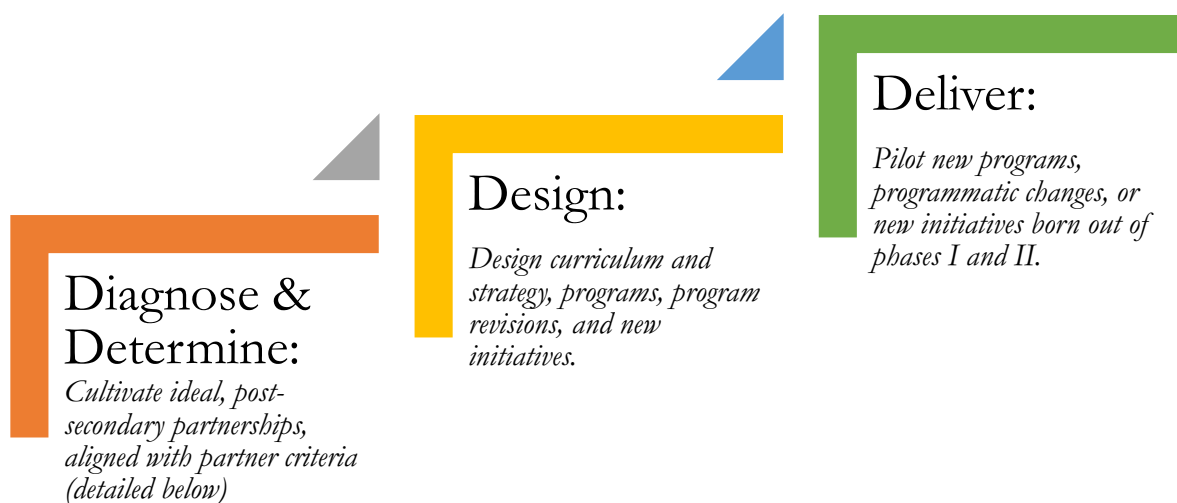 Diagnose &
Determine:
Cultivate ideal, post-
secondary partnerships,
aligned with partner criteria
(detailed below)
Design:
Design curriculum and
strategy, programs, program
revisions, and new
initiatives.
Deliver:
Pilot new programs,
programmatic changes, or
new initiatives born out of
phases I and II.